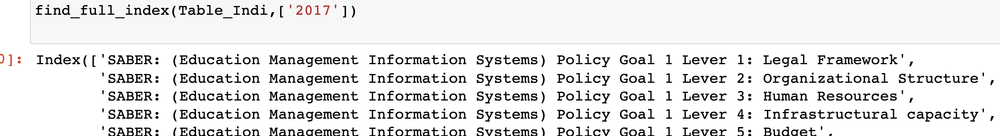 find_full_index(Table_Indi,['2017'])
0]: Index(['SABER: (Education Management Information Systems) Policy Goal 1 Lever 1: Legal Framework',
'SABER: (Education Management Information Systems) Policy Goal 1 Lever 2: Organizational Structure',
'SABER: (Education Management Information Systems) Policy Goal 1 Lever 3: Human Resources',
'SABER: (Education Management Information Systems) Policy Goal 1 Lever 4: Infrastructural capacity',
'SABER: (Education Management Information Systems) Policy Goal 1 Lever 5: Budget',